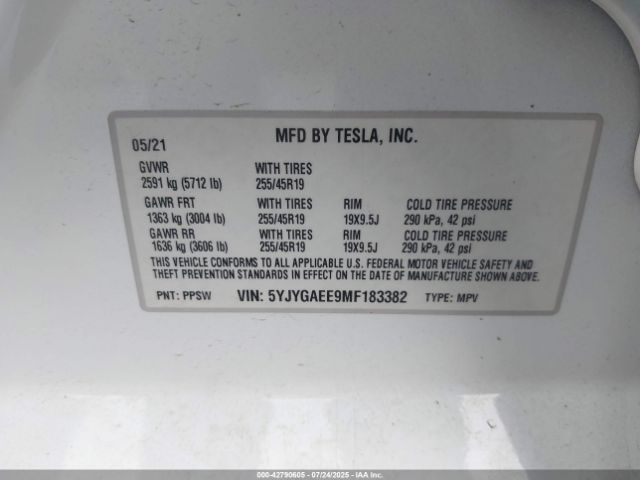 MFD BY TESLA, INC.
05/21
GVWR WITH TIRES
2591 kg (5712 lb) 255/45R19
GAWR FRT WITH TIRES RIM COLD TIRE PRESSURE
1363 kg (3004 lb) 255/45R19 19X9.5J 290 kPa, 42 psi
GAWR RR WITH TIRES RIM COLD TIRE PRESSURE
1636 kg (3606 lb) 255/45R19 19X9.5J 290 kPa, 42 psi
THIS VEHICLE CONFORMS TO ALL APPLICABLE U.S. FEDERAL MOTOR VEHICLE SAFETY AND
THEFT PREVENTION STANDARDS IN EFFECT ON THE DATE OF MANUFACTURE SHOWN ABOVE.
PNT: PPSW VIN: 5YJYGAEE9MF183382 TYPE: MPV
000-42790605 - 07/24/2025 - IAAI Inc. Copyright